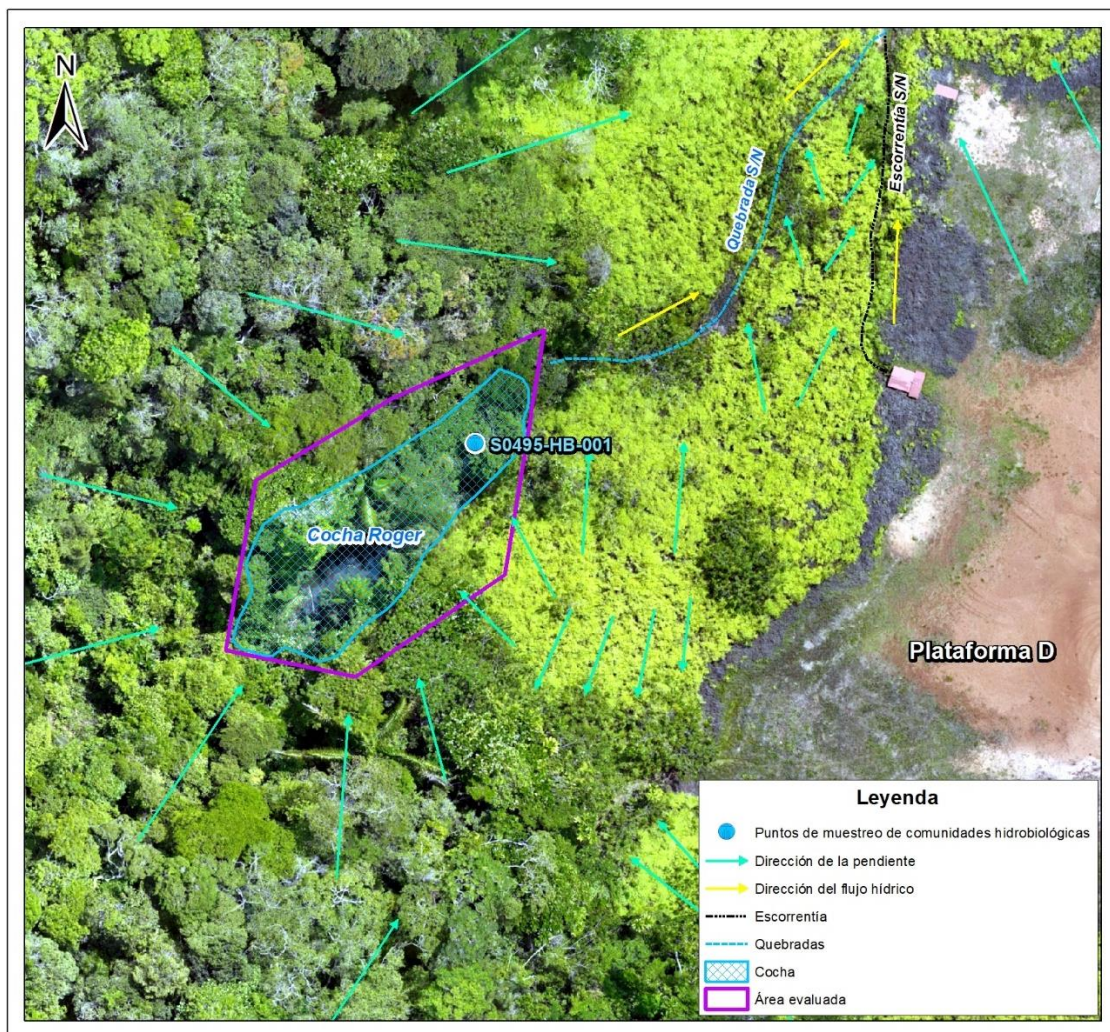 N
Quebrada S/N
Escorrentía S/N
S0495-HB-001
Cocha Roger
Plataforma D
Leyenda
Puntos de muestreo de comunidades hidrobiológicas
Dirección de la pendiente
Dirección del flujo hídrico
Escorrentía
Quebradas
Cocha
Área evaluada